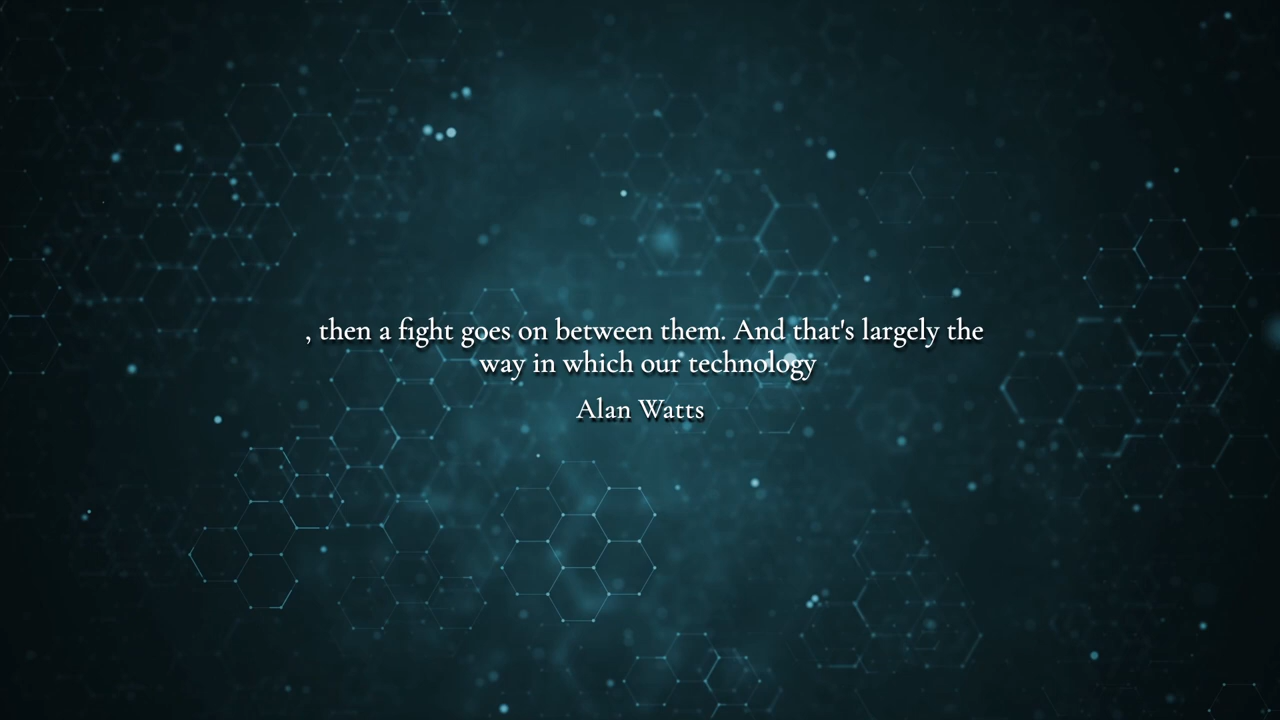 , then a fight goes on between them. And that's largely the
way in which our technology
Alan Watts